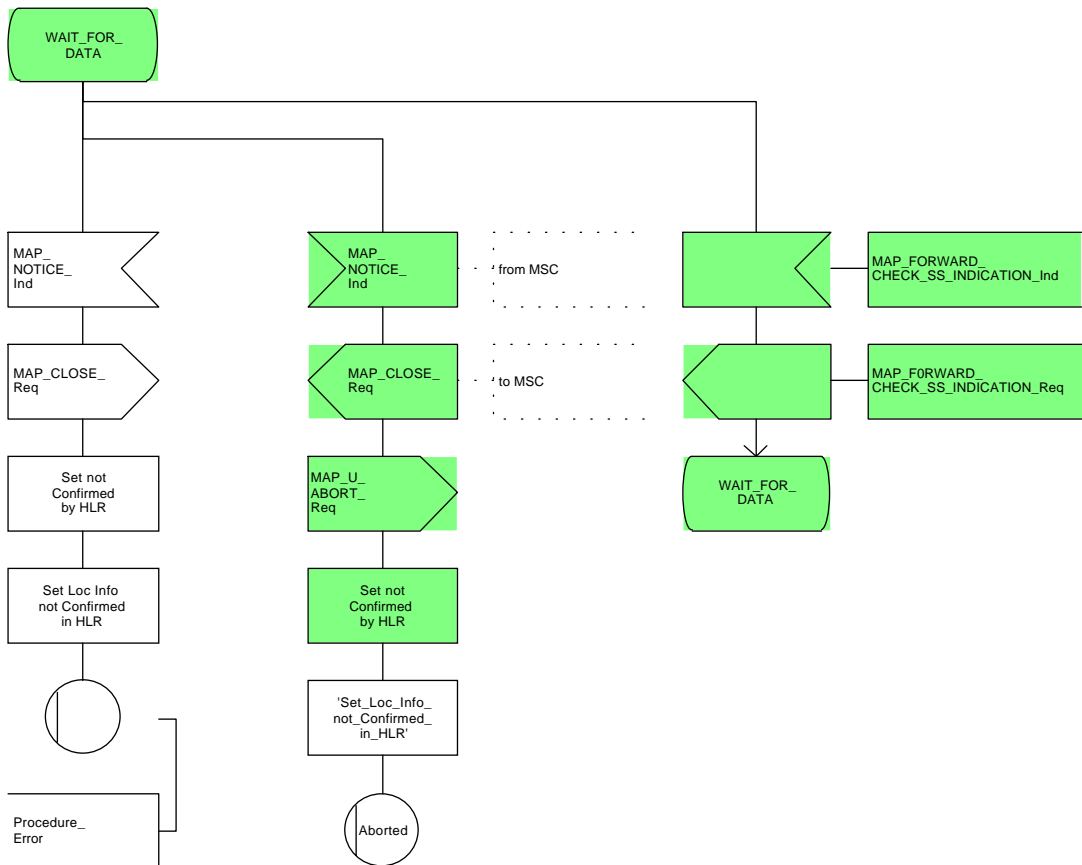 WAIT_FOR_
DATA
MAP_
NOTICE_
Ind
MAP_CLOSE_
Req
Set not
Confirmed
by HLR
Set Loc Info
not Confirmed
in HLR
Procedure_
Error
MAP_
NOTICE_
Ind
from MSC
MAP_CLOSE_
Req
to MSC
MAP_U_
ABORT_
Req
Set not
Confirmed
by HLR
'Set_Loc_Info_
not_Confirmed_
in_HLR'
Aborted
MAP_FORWARD_
CHECK_SS_INDICATION_Ind
MAP_F0RWARD_
CHECK_SS_INDICATION_Req
WAIT_FOR_
DATA